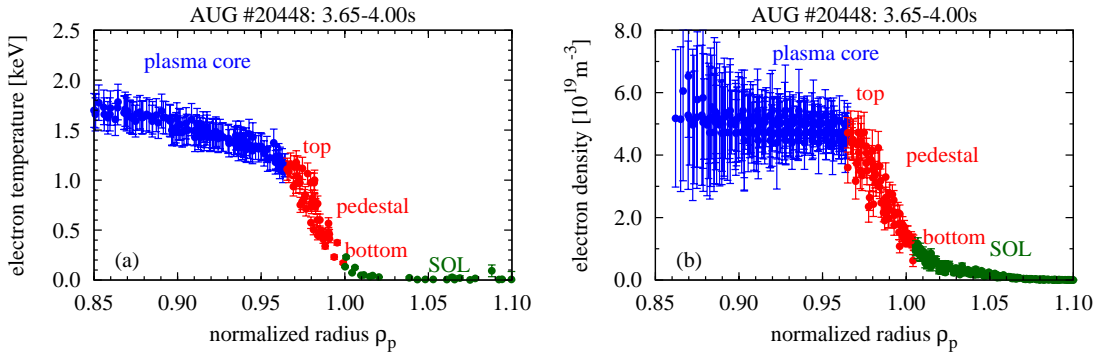 AUG #20448: 3.65-4.00s
electron temperature [keV]
2.5
2.0
1.5
1.0
0.5
0.0
plasma core
top
pedestal
bottom
SOL
(a)
0.85 0.90 0.95 1.00 1.05 1.10
normalized radius ρp
AUG #20448: 3.65-4.00s
electron density [10¹⁹m⁻³]
8.0
6.0
4.0
2.0
0.0
plasma core
top
pedestal
bottom
SOL
(b)
0.85 0.90 0.95 1.00 1.05 1.10
normalized radius ρp